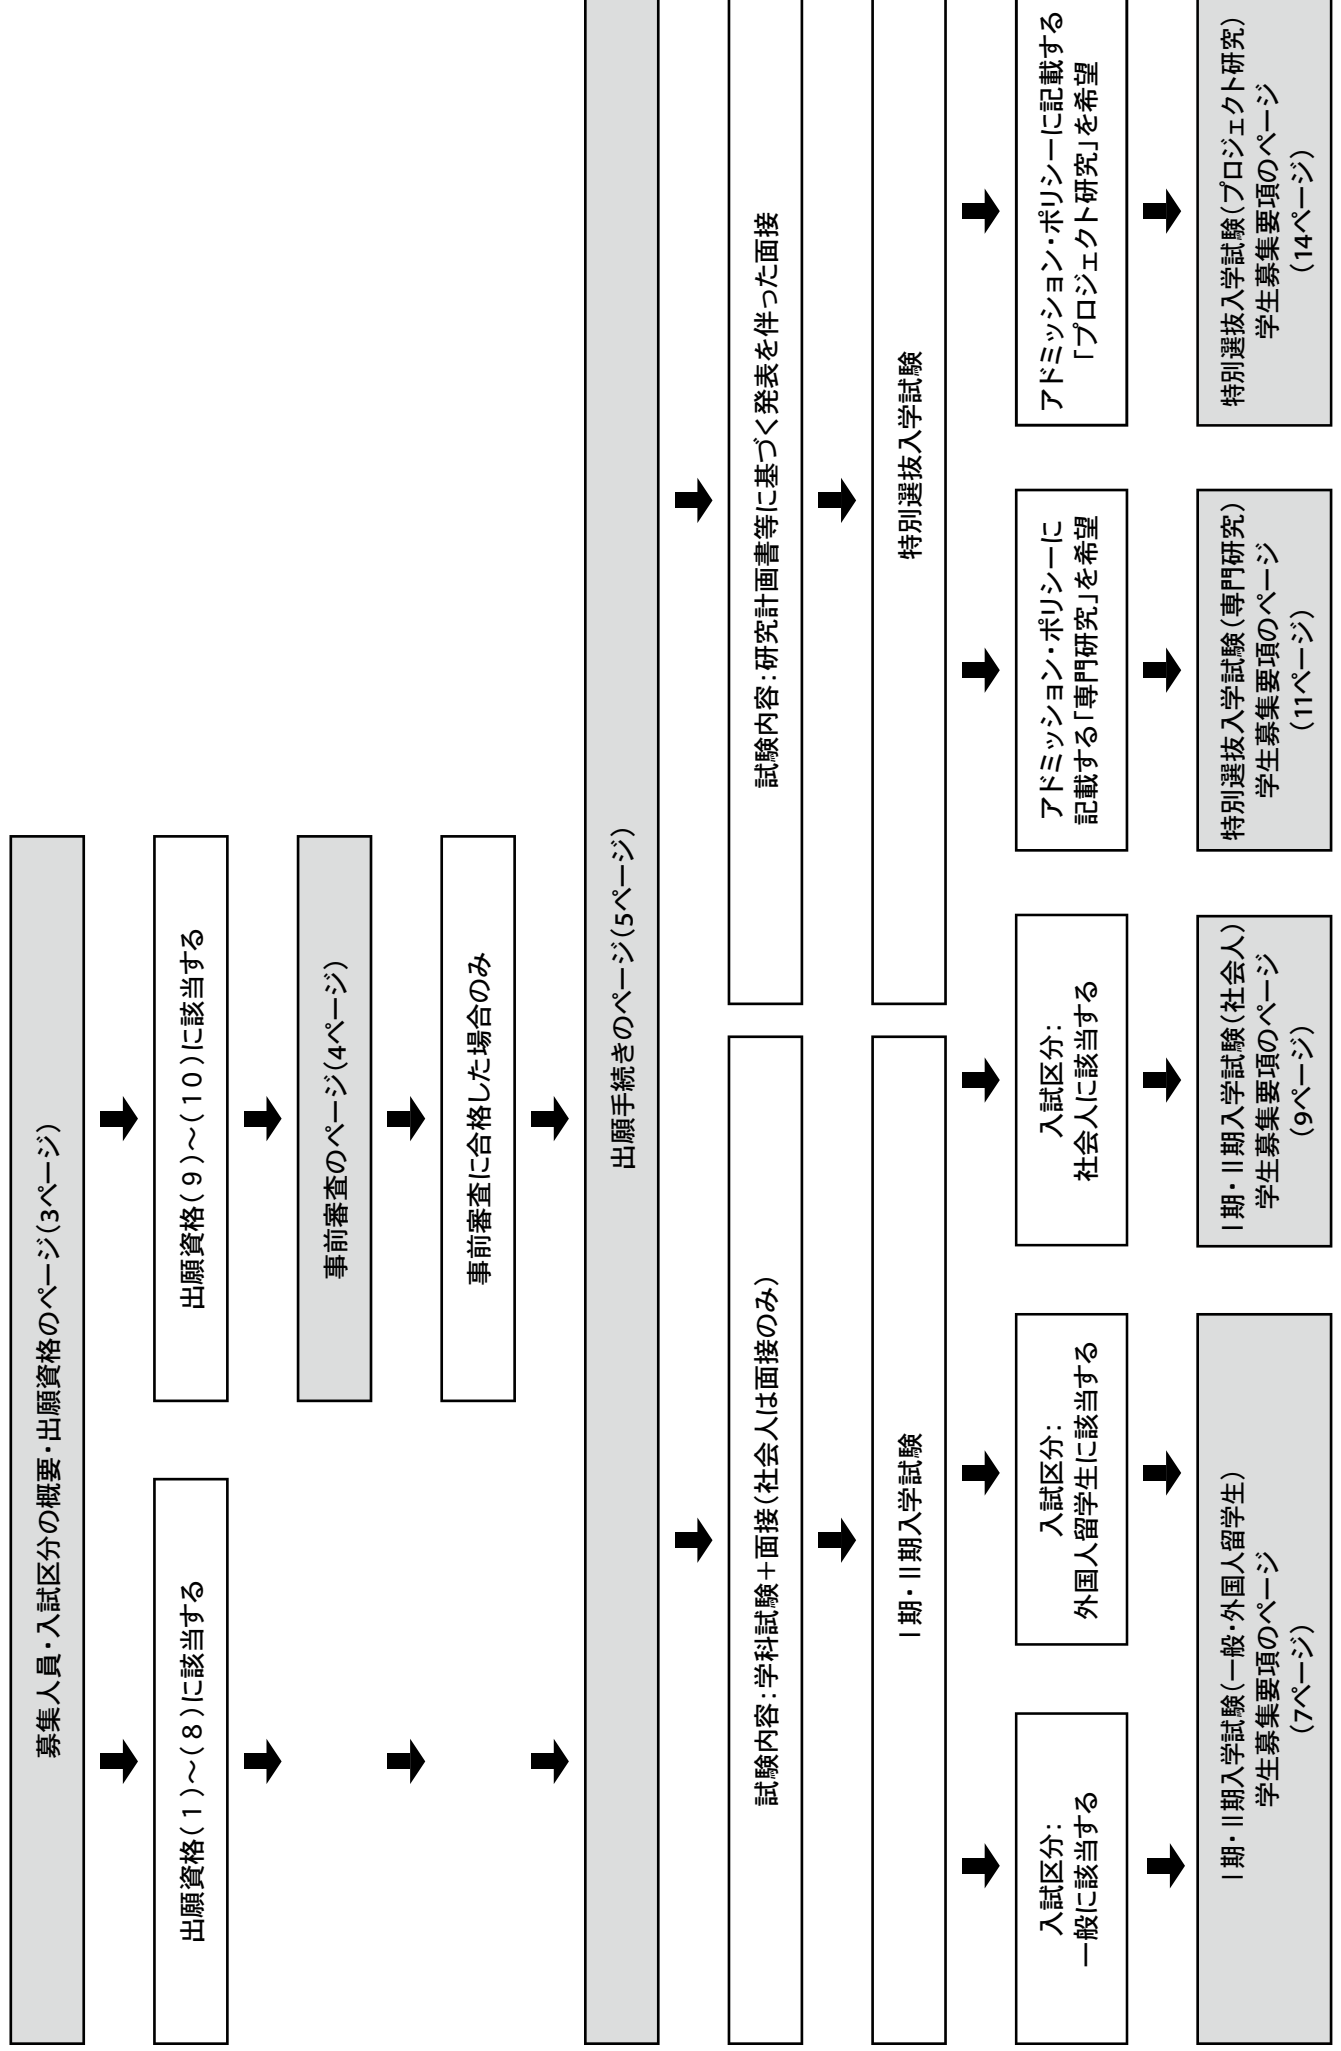 募集人員・入試区分の概要・出願資格のページ（3ページ）
出願資格（１）～（８）に該当する
出願資格（９）～（１０）に該当する
事前審査のページ（4ページ）
事前審査に合格した場合のみ
出願手続きのページ（5ページ）
試験内容：学科試験＋面接（社会人は面接のみ）
試験内容：研究計画書等に基づく発表を伴った面接
Ⅰ期・Ⅱ期入学試験
特別選抜入学試験
入試区分：
一般に該当する
入試区分：
外国人留学生に該当する
入試区分：
社会人に該当する
アドミッション・ポリシーに
記載する「専門研究」を希望
アドミッション・ポリシーに記載する
「プロジェクト研究」を希望
Ⅰ期・Ⅱ期入学試験（一般・外国人留学生）
学生募集要項のページ
（7ページ）
Ⅰ期・Ⅱ期入学試験（社会人）
学生募集要項のページ
（9ページ）
特別選抜入学試験（専門研究）
学生募集要項のページ
（11ページ）
特別選抜入学試験（プロジェクト研究）
学生募集要項のページ
（14ページ）